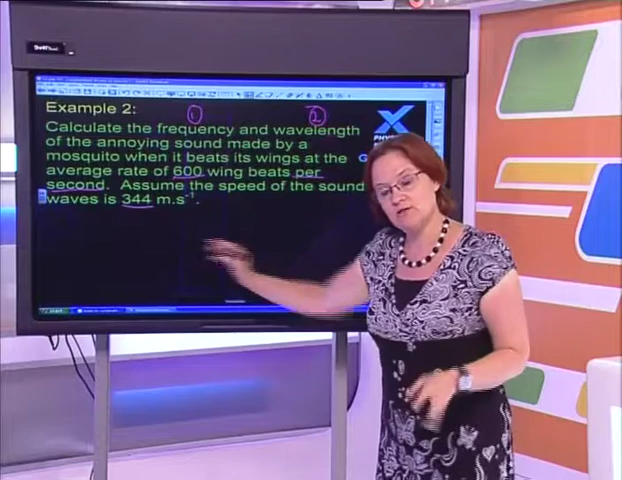 Example 2:
① ②
Calculate the frequency and wavelength
of the annoying sound made by a
mosquito when it beats its wings at the
average rate of 600 wing beats per
second. Assume the speed of the sound
waves is 344 m.s⁻¹.
X